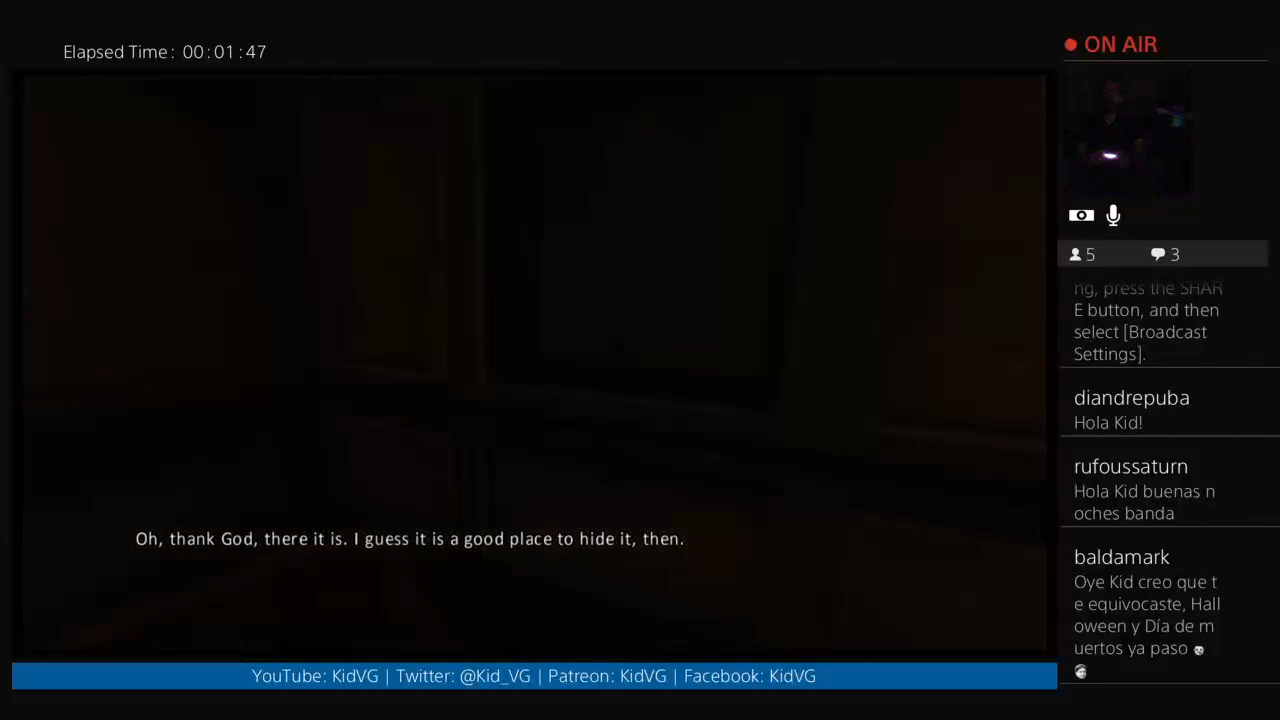 Elapsed Time: 00:01:47
ON AIR
5 3
ng, press the SHAR
E button, and then
select [Broadcast
Settings].
diandrepuba
Hola Kid!
rufoussaturn
Hola Kid buenas n
oches banda
baldamark
Oye Kid creo que t
e equivocaste, Hall
oween y Día de m
uertos ya paso
Oh, thank God, there it is. I guess it is a good place to hide it, then.
YouTube: KidVG | Twitter: @Kid_VG | Patreon: KidVG | Facebook: KidVG